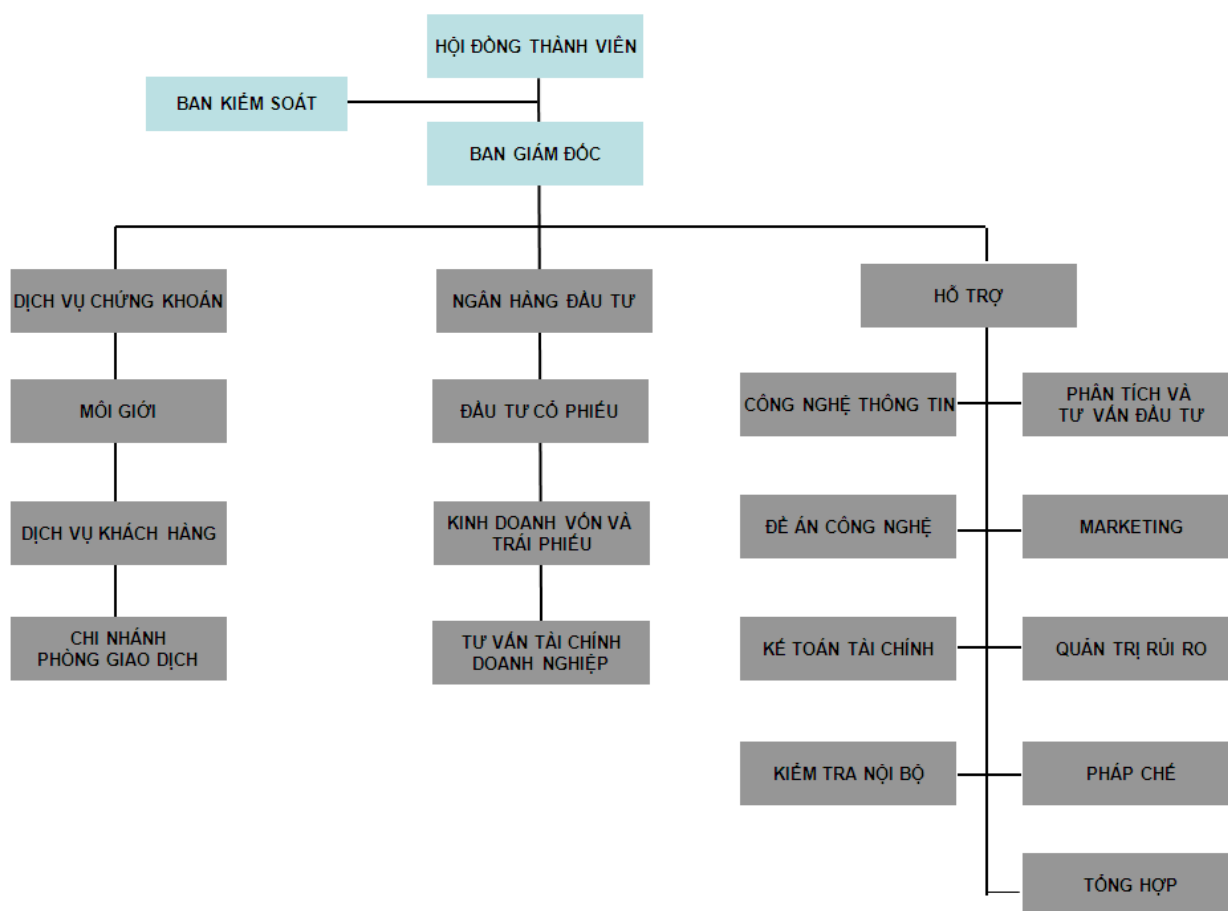 HỘI ĐỒNG THÀNH VIÊN
BAN KIỂM SOÁT
BAN GIÁM ĐỐC
DỊCH VỤ CHỨNG KHOÁN
NGÂN HÀNG ĐẦU TƯ
HỖ TRỢ
MÔI GIỚI
ĐẦU TƯ CỔ PHIẾU
CÔNG NGHỆ THÔNG TIN
PHÂN TÍCH VÀ
TƯ VẤN ĐẦU TƯ
DỊCH VỤ KHÁCH HÀNG
KINH DOANH VỐN VÀ
TRÁI PHIẾU
ĐỀ ÁN CÔNG NGHỆ
MARKETING
CHI NHÁNH
PHÒNG GIAO DỊCH
TƯ VẤN TÀI CHÍNH
DOANH NGHIỆP
KẾ TOÁN TÀI CHÍNH
QUẢN TRỊ RỦI RO
KIỂM TRA NỘI BỘ
PHÁP CHẾ
TỔNG HỢP